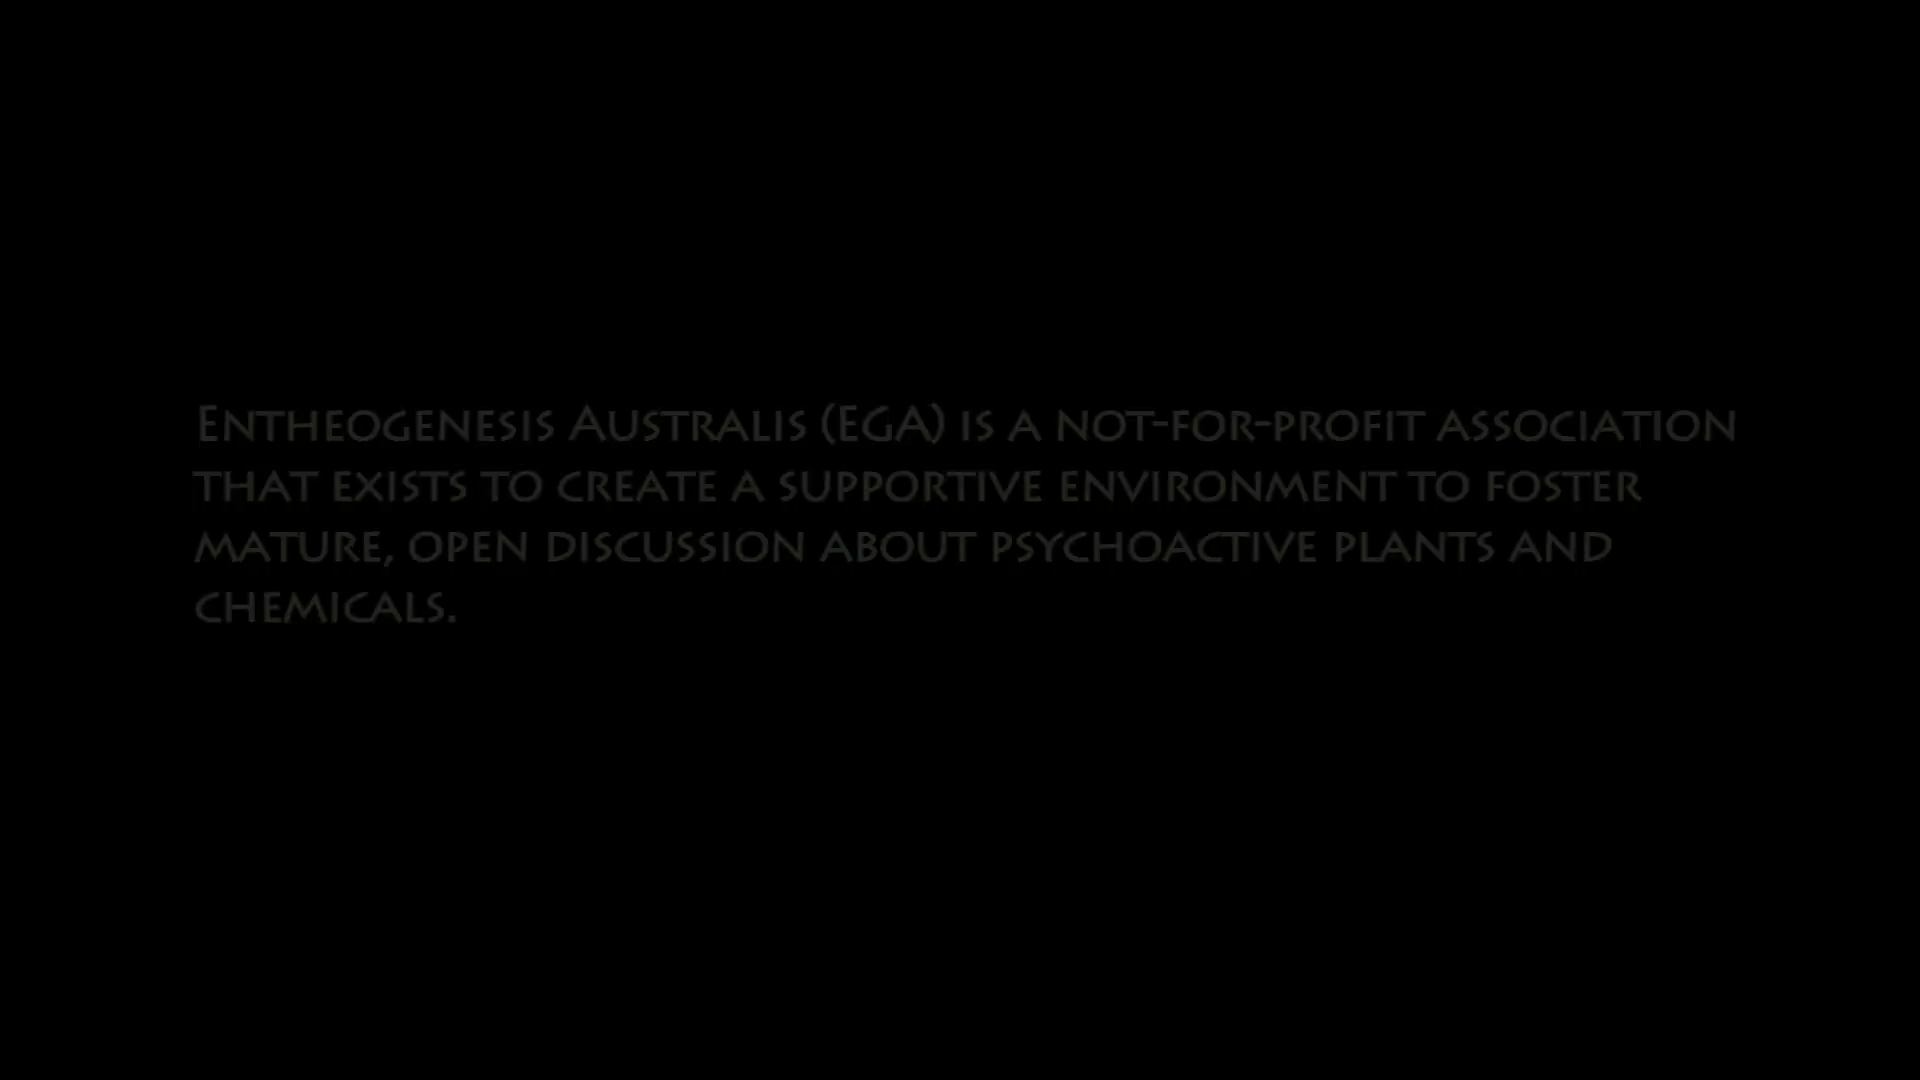 Entheogenesis Australis (EGA) is a not-for-profit association
that exists to create a supportive environment to foster
mature, open discussion about psychoactive plants and
chemicals.